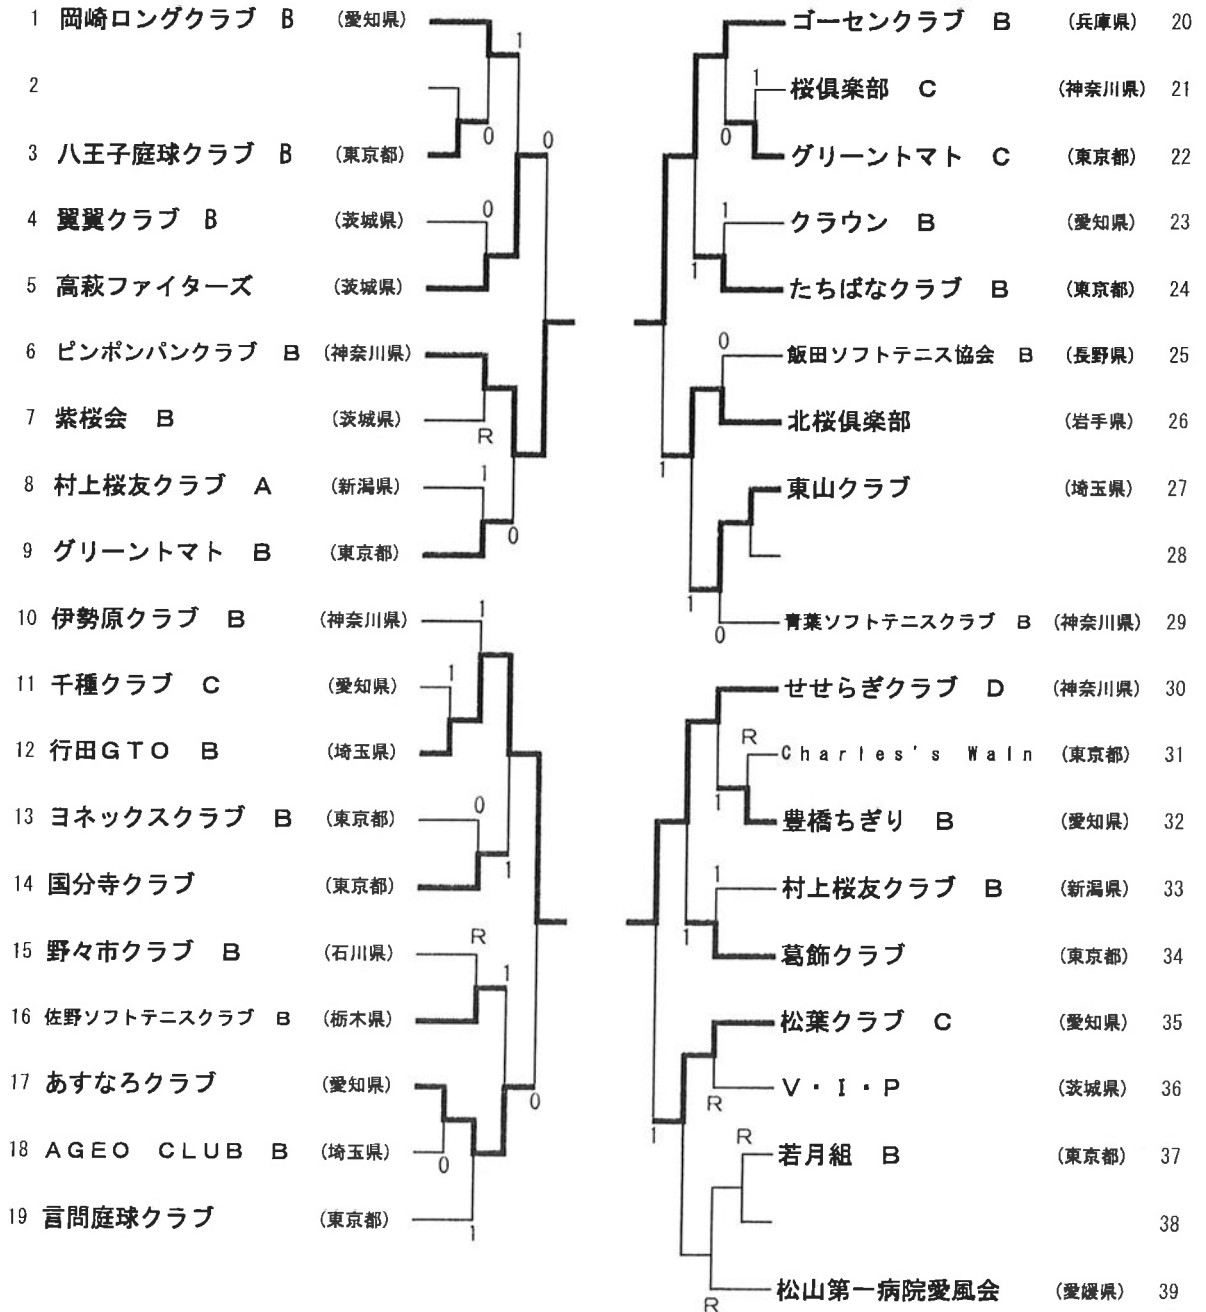 1 岡崎ロングクラブ B (愛知県)
2
3 八王子庭球クラブ B (東京都)
4 翼翼クラブ B (茨城県)
5 高萩ファイターズ (茨城県)
6 ピンポンパンクラブ B (神奈川県)
7 紫桜会 B (茨城県)
8 村上桜友クラブ A (新潟県)
9 グリーントマト B (東京都)
10 伊勢原クラブ B (神奈川県)
11 千種クラブ C (愛知県)
12 行田GTO B (埼玉県)
13 ヨネックスクラブ B (東京都)
14 国分寺クラブ (東京都)
15 野々市クラブ B (石川県)
16 佐野ソフトテニスクラブ B (栃木県)
17 あすなろクラブ (愛知県)
18 AGEO CLUB B (埼玉県)
19 言問庭球クラブ (東京都)
1
0
0
0
R
1
0
1
1
0
1
R
1
0
0
1
ゴーセンクラブ B (兵庫県) 20
桜倶楽部 C (神奈川県) 21
グリーントマト C (東京都) 22
クラウン B (愛知県) 23
たちばなクラブ B (東京都) 24
飯田ソフトテニス協会 B (長野県) 25
北桜倶楽部 (岩手県) 26
東山クラブ (埼玉県) 27
28
青葉ソフトテニスクラブ B (神奈川県) 29
せせらぎクラブ D (神奈川県) 30
Charles's Wain (東京都) 31
豊橋ちぎり B (愛知県) 32
村上桜友クラブ B (新潟県) 33
葛飾クラブ (東京都) 34
松葉クラブ C (愛知県) 35
V・I・P (茨城県) 36
若月組 B (東京都) 37
38
松山第一病院愛風会 (愛媛県) 39
1
0
1
1
0
1
1
0
R
1
1
1
R
1
R
R